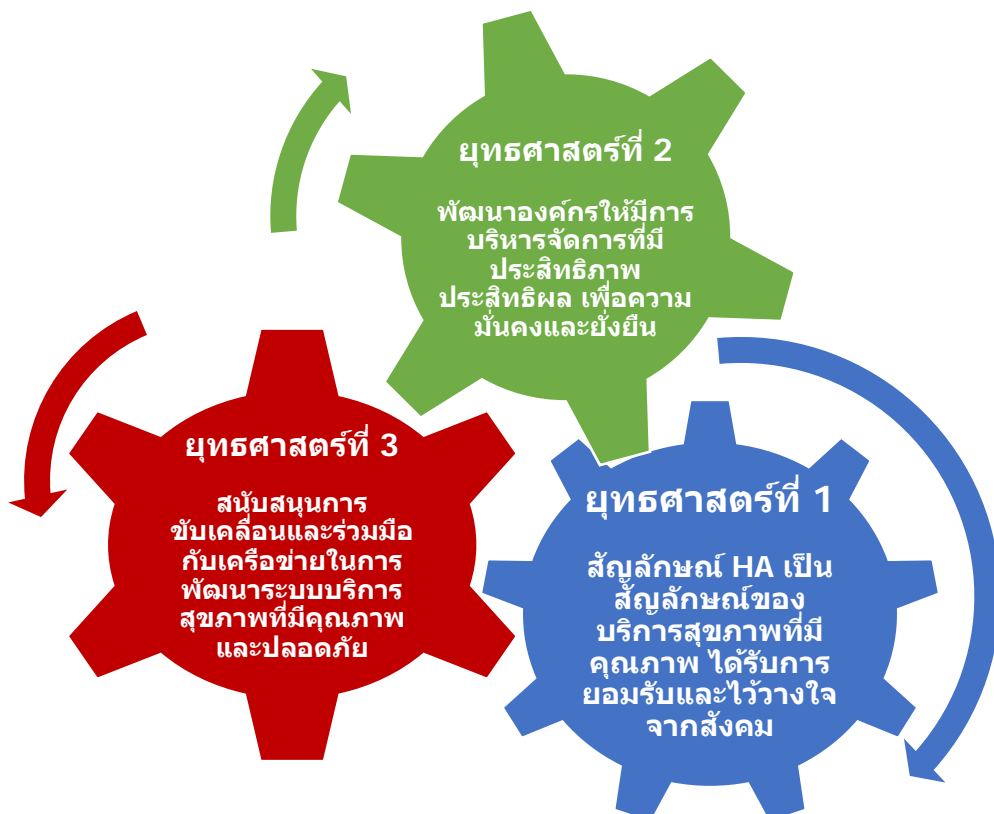 ยุทธศาสตร์ที่ 2
พัฒนาองค์กรให้มีการ
บริหารจัดการที่มี
ประสิทธิภาพ
ประสิทธิผล เพื่อความ
มั่นคงและยั่งยืน
ยุทธศาสตร์ที่ 3
สนับสนุนการ
ขับเคลื่อนและร่วมมือ
กับเครือข่ายในการ
พัฒนาระบบบริการ
สุขภาพที่มีคุณภาพ
และปลอดภัย
ยุทธศาสตร์ที่ 1
สัญลักษณ์ HA เป็น
สัญลักษณ์ของ
บริการสุขภาพที่มี
คุณภาพ ได้รับการ
ยอมรับและไว้วางใจ
จากสังคม